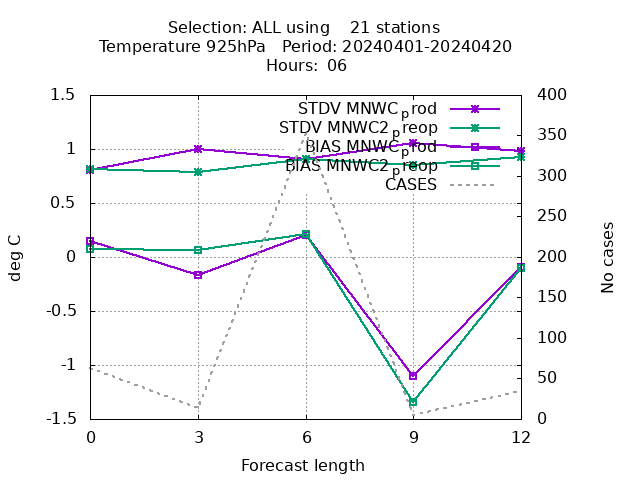 Selection: ALL using    21 stations
Temperature 925hPa   Period: 20240401-20240420
Hours:  06
STDV MNWC_prod
STDV MNWC2_preop
BIAS MNWC_prod
BIAS MNWC2_preop
CASES
1.5
1
0.5
0
-0.5
-1
-1.5
deg C
400
350
300
250
200
150
100
50
0
No cases
0 3 6 9 12
Forecast length